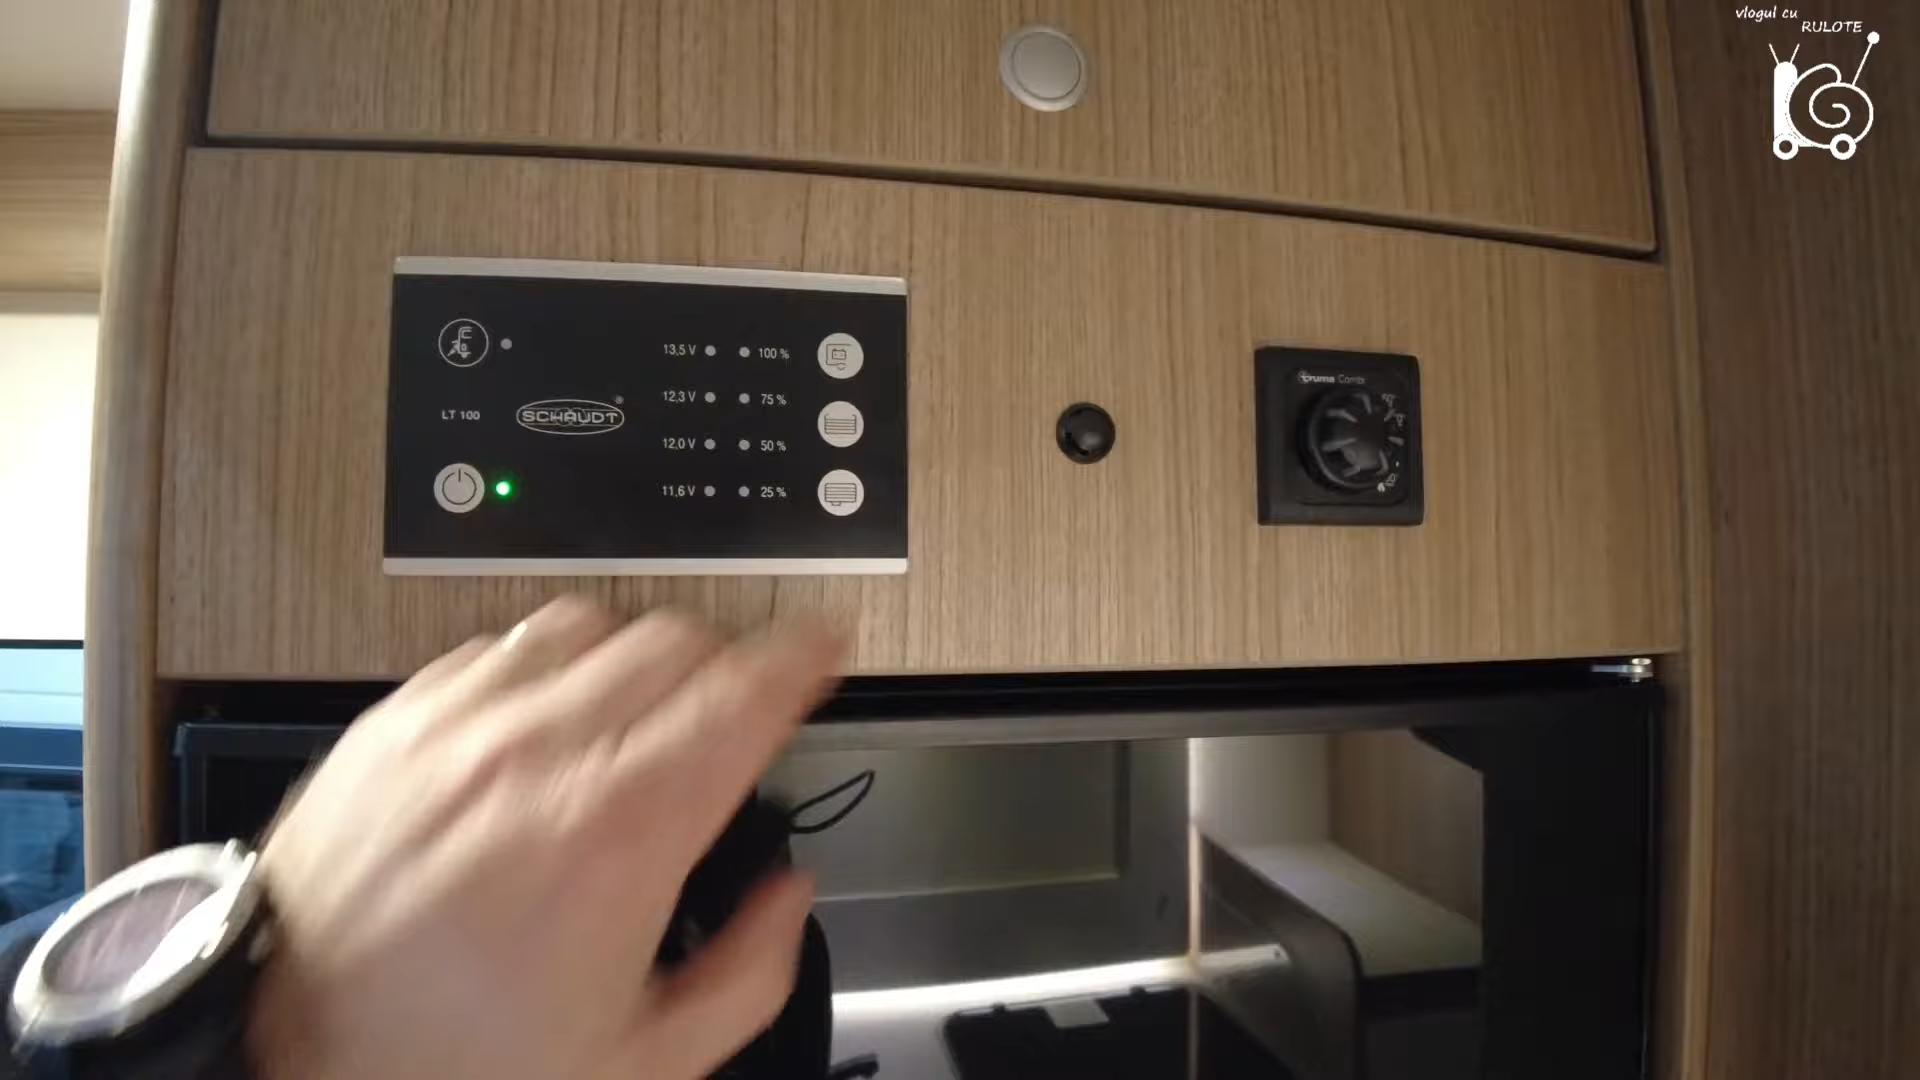 vlogul cu
RULOTE
LT 100
SCHAUDT
®
13,5 V
100 %
12,3 V
75 %
12,0 V
50 %
11,6 V
25 %
truma Combi